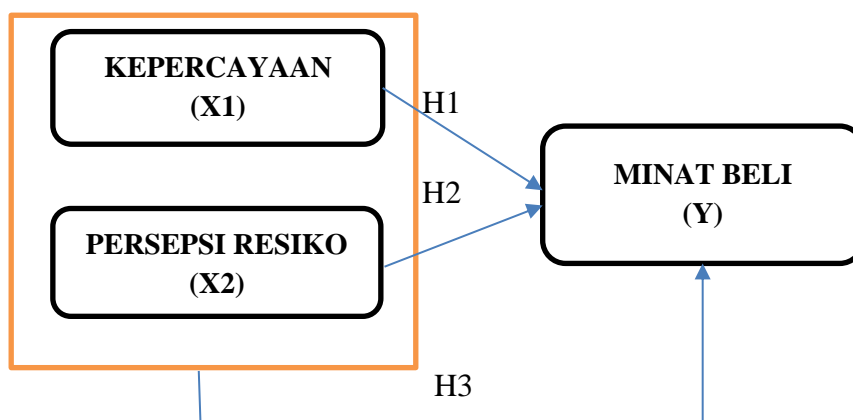 KEPERCAYAAN
(X1)
H1
MINAT BELI
(Y)
H2
PERSEPSI RESIKO
(X2)
H3